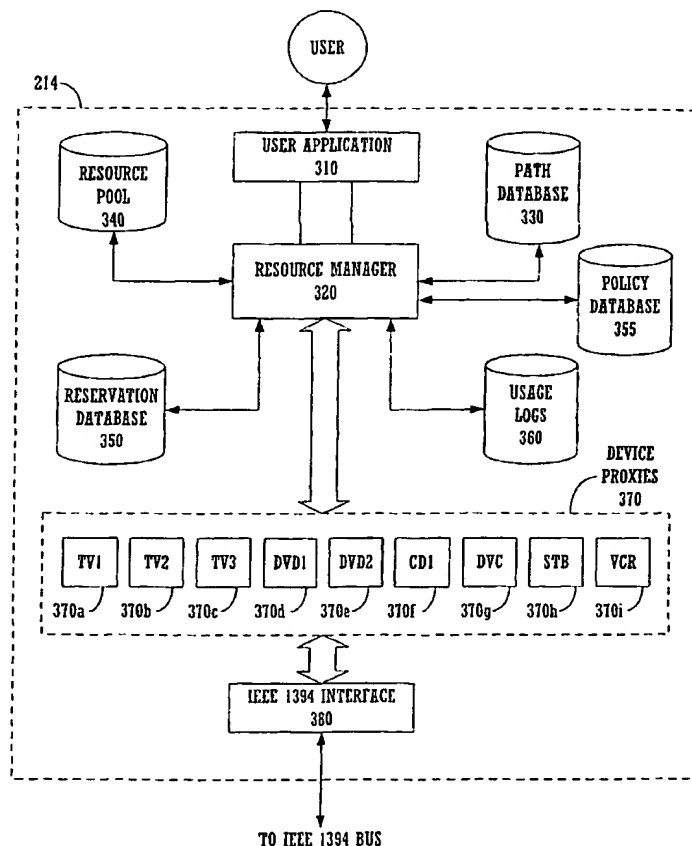 USER
214
USER APPLICATION
310
RESOURCE
POOL
340
PATH
DATABASE
330
RESOURCE MANAGER
320
POLICY
DATABASE
355
RESERVATION
DATABASE
350
USAGE
LOGS
360
DEVICE
PROXIES
370
TV1 TV2 TV3 DVD1 DVD2 CD1 DVC STB VCR
370a 370b 370c 370d 370e 370f 370g 370h 370i
IEEE 1394 INTERFACE
380
TO IEEE 1394 BUS